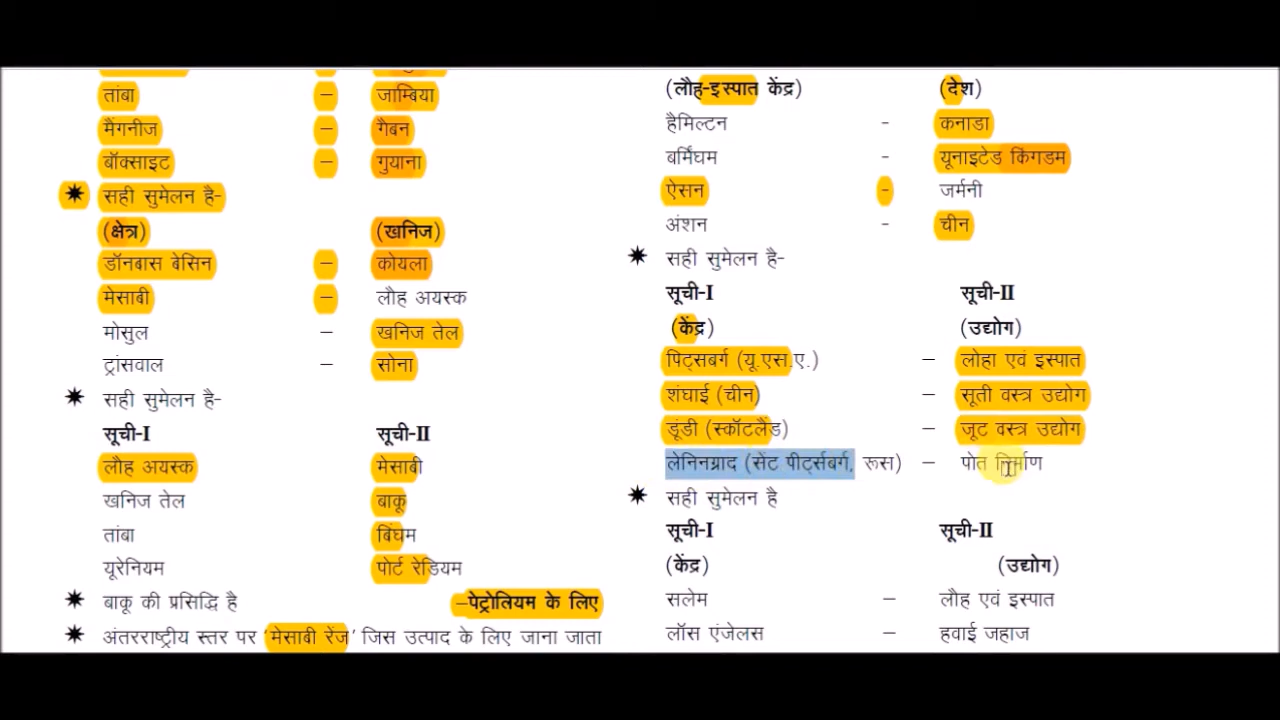 तांबा – जाम्बिया
मैंगनीज – गैबन
बॉक्साइट – गुयाना
✷ सही सुमेलन है-
(क्षेत्र) (खनिज)
डॉनबास बेसिन – कोयला
मेसाबी – लौह अयस्क
मोसुल – खनिज तेल
ट्रांसवाल – सोना
✷ सही सुमेलन है-
सूची-I सूची-II
लौह अयस्क मेसाबी
खनिज तेल बाकू
तांबा बिंघम
यूरेनियम पोर्ट रेडियम
✷ बाकू की प्रसिद्धि है –पेट्रोलियम के लिए
✷ अंतरराष्ट्रीय स्तर पर 'मेसाबी रेंज' जिस उत्पाद के लिए जाना जाता
(लौह-इस्पात केंद्र) (देश)
हैमिल्टन - कनाडा
बर्मिंघम - यूनाइटेड किंगडम
ऐसन - जर्मनी
अंशन - चीन
✷ सही सुमेलन है-
सूची-I सूची-II
(केंद्र) (उद्योग)
पिट्सबर्ग (यू.एस.ए.) – लोहा एवं इस्पात
शंघाई (चीन) – सूती वस्त्र उद्योग
डूंडी (स्कॉटलैंड) – जूट वस्त्र उद्योग
लेनिनग्राद (सेंट पीटर्सबर्ग, रूस) – पोत निर्माण
✷ सही सुमेलन है
सूची-I सूची-II
(केंद्र) (उद्योग)
सलेम – लौह एवं इस्पात
लॉस एंजेलस – हवाई जहाज